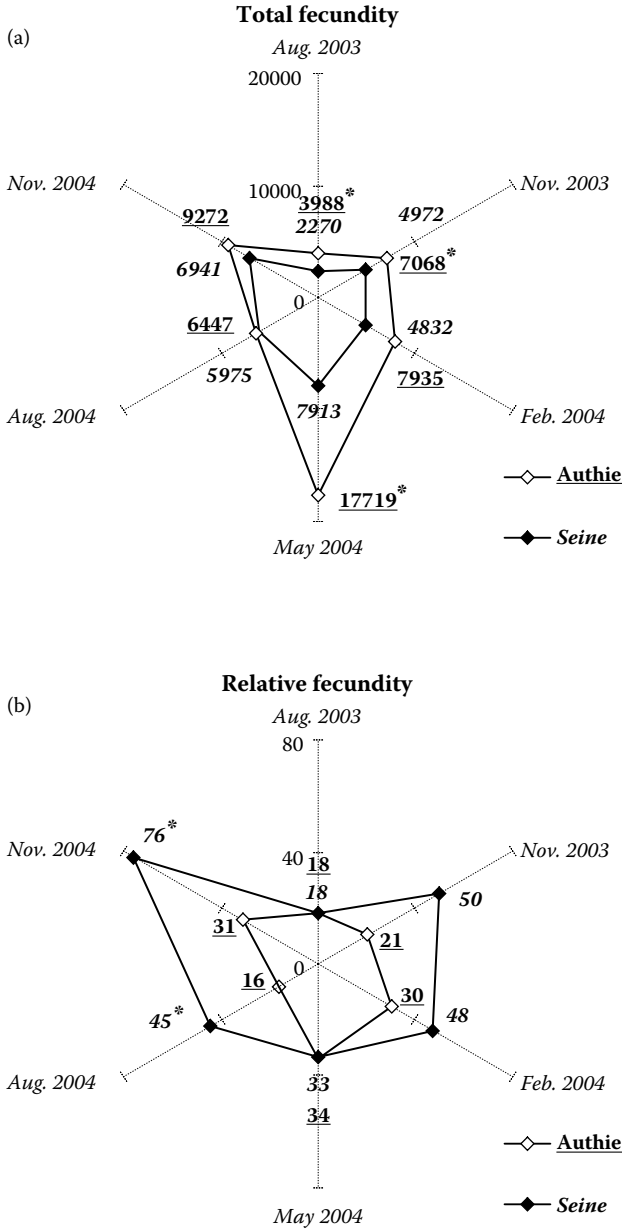 Total fecundity
(a)
Aug. 2003
20000
Nov. 2004
10000
Nov. 2003
3988*
4972
9272
2270
7068*
6941
0
6447
4832
5975
7935
7913
Aug. 2004
Feb. 2004
17719*
Authie
Seine
May 2004
Relative fecundity
(b)
Aug. 2003
80
76*
Nov. 2004
40
Nov. 2003
18
18
50
31
21
16
0
30
45*
48
Aug. 2004
33
Feb. 2004
34
Authie
May 2004
Seine